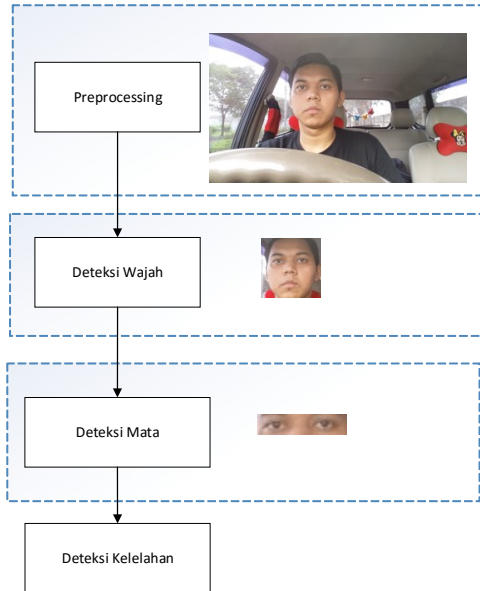 Preprocessing
Deteksi Wajah
Deteksi Mata
Deteksi Kelelahan